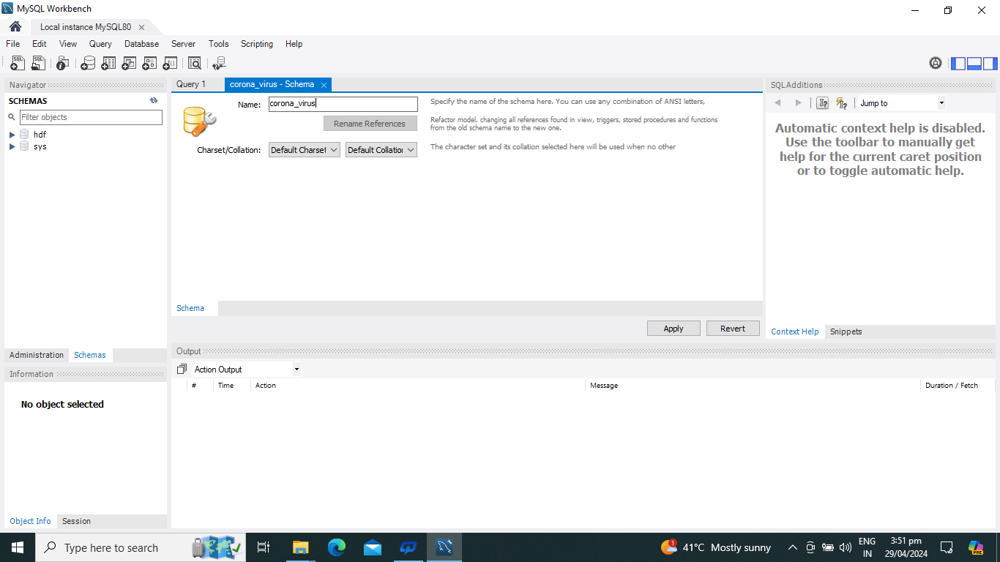 MySQL Workbench
Local instance MySQL80
File Edit View Query Database Server Tools Scripting Help
Navigator
SCHEMAS
Filter objects
hdf
sys
Administration Schemas
Information
No object selected
Object Info Session
Query 1 corona_virus - Schema
Name: corona_virus
Specify the name of the schema here. You can use any combination of ANSI letters,
Rename References
Refactor model, changing all references found in view, triggers, stored procedures and functions
from the old schema name to the new one.
Charset/Collation: Default Charset Default Collation
The character set and its collation selected here will be used when no other
Schema
Apply Revert
Output
Action Output
# Time Action Message Duration / Fetch
SQLAdditions
Jump to
Automatic context help is disabled.
Use the toolbar to manually get
help for the current caret position
or to toggle automatic help.
Context Help Snippets
Type here to search
41°C Mostly sunny
1
ENG
IN
3:51 pm
29/04/2024
PRE